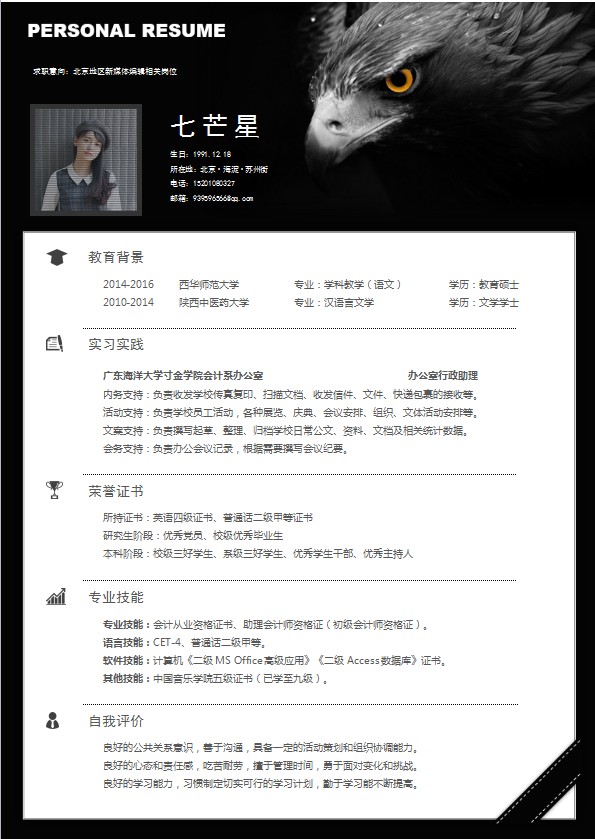 PERSONAL RESUME
求职意向：北京地区新媒体编辑相关岗位
七芒星
生日：1991.12.18
所在地：北京·海淀·苏州街
电话：15201080327
邮箱：939596566@qq.com
教育背景
2014-2016 西华师范大学 专业：学科教学（语文） 学历：教育硕士
2010-2014 陕西中医药大学 专业：汉语言文学 学历：文学学士
实习实践
广东海洋大学寸金学院会计系办公室 办公室行政助理
内务支持：负责收发学校传真复印、扫描文档、收发信件、文件、快递包裹的接收等。
活动支持：负责学校员工活动，各种展览、庆典、会议安排、组织、文体活动安排等。
文案支持：负责撰写起草、整理、归档学校日常公文、资料、文档及相关统计数据。
会务支持：负责办公会议记录，根据需要撰写会议纪要。
荣誉证书
所持证书：英语四级证书、普通话二级甲等证书
研究生阶段：优秀党员、校级优秀毕业生
本科阶段：校级三好学生、系级三好学生、优秀学生干部、优秀主持人
专业技能
专业技能：会计从业资格证书、助理会计师资格证（初级会计师资格证）。
语言技能：CET-4、普通话二级甲等。
软件技能：计算机《二级 MS Office高级应用》《二级 Access数据库》证书。
其他技能：中国音乐学院五级证书（已学至九级）。
自我评价
良好的公共关系意识，善于沟通，具备一定的活动策划和组织协调能力。
良好的心态和责任感，吃苦耐劳，擅于管理时间，勇于面对变化和挑战。
良好的学习能力，习惯制定切实可行的学习计划，勤于学习能不断提高。